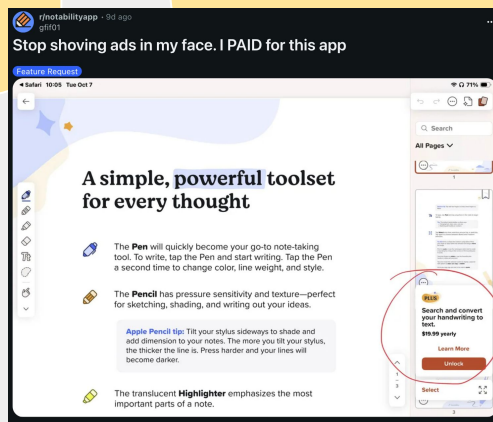 r/notabilityapp • 9d ago
gfif01
Stop shoving ads in my face. I PAID for this app
Feature Request
Safari 10:05 Tue Oct 7
71%
Search
All Pages
1
A simple, powerful toolset
for every thought
The Pen will quickly become your go-to note-taking
tool. To write, tap the Pen and start writing. Tap the Pen
a second time to change color, line weight, and style.
The Pencil has pressure sensitivity and texture—perfect
for sketching, shading, and writing out your ideas.
Apple Pencil tip: Tilt your stylus sideways to shade and
add dimension to your notes. The more you tilt your stylus,
the thicker the line is. Press harder and your lines will
become darker.
The translucent Highlighter emphasizes the most
important parts of a note.
1
-
3
PLUS
Search and convert
your handwriting to
text.
$19.99 yearly
Learn More
Unlock
Select
3